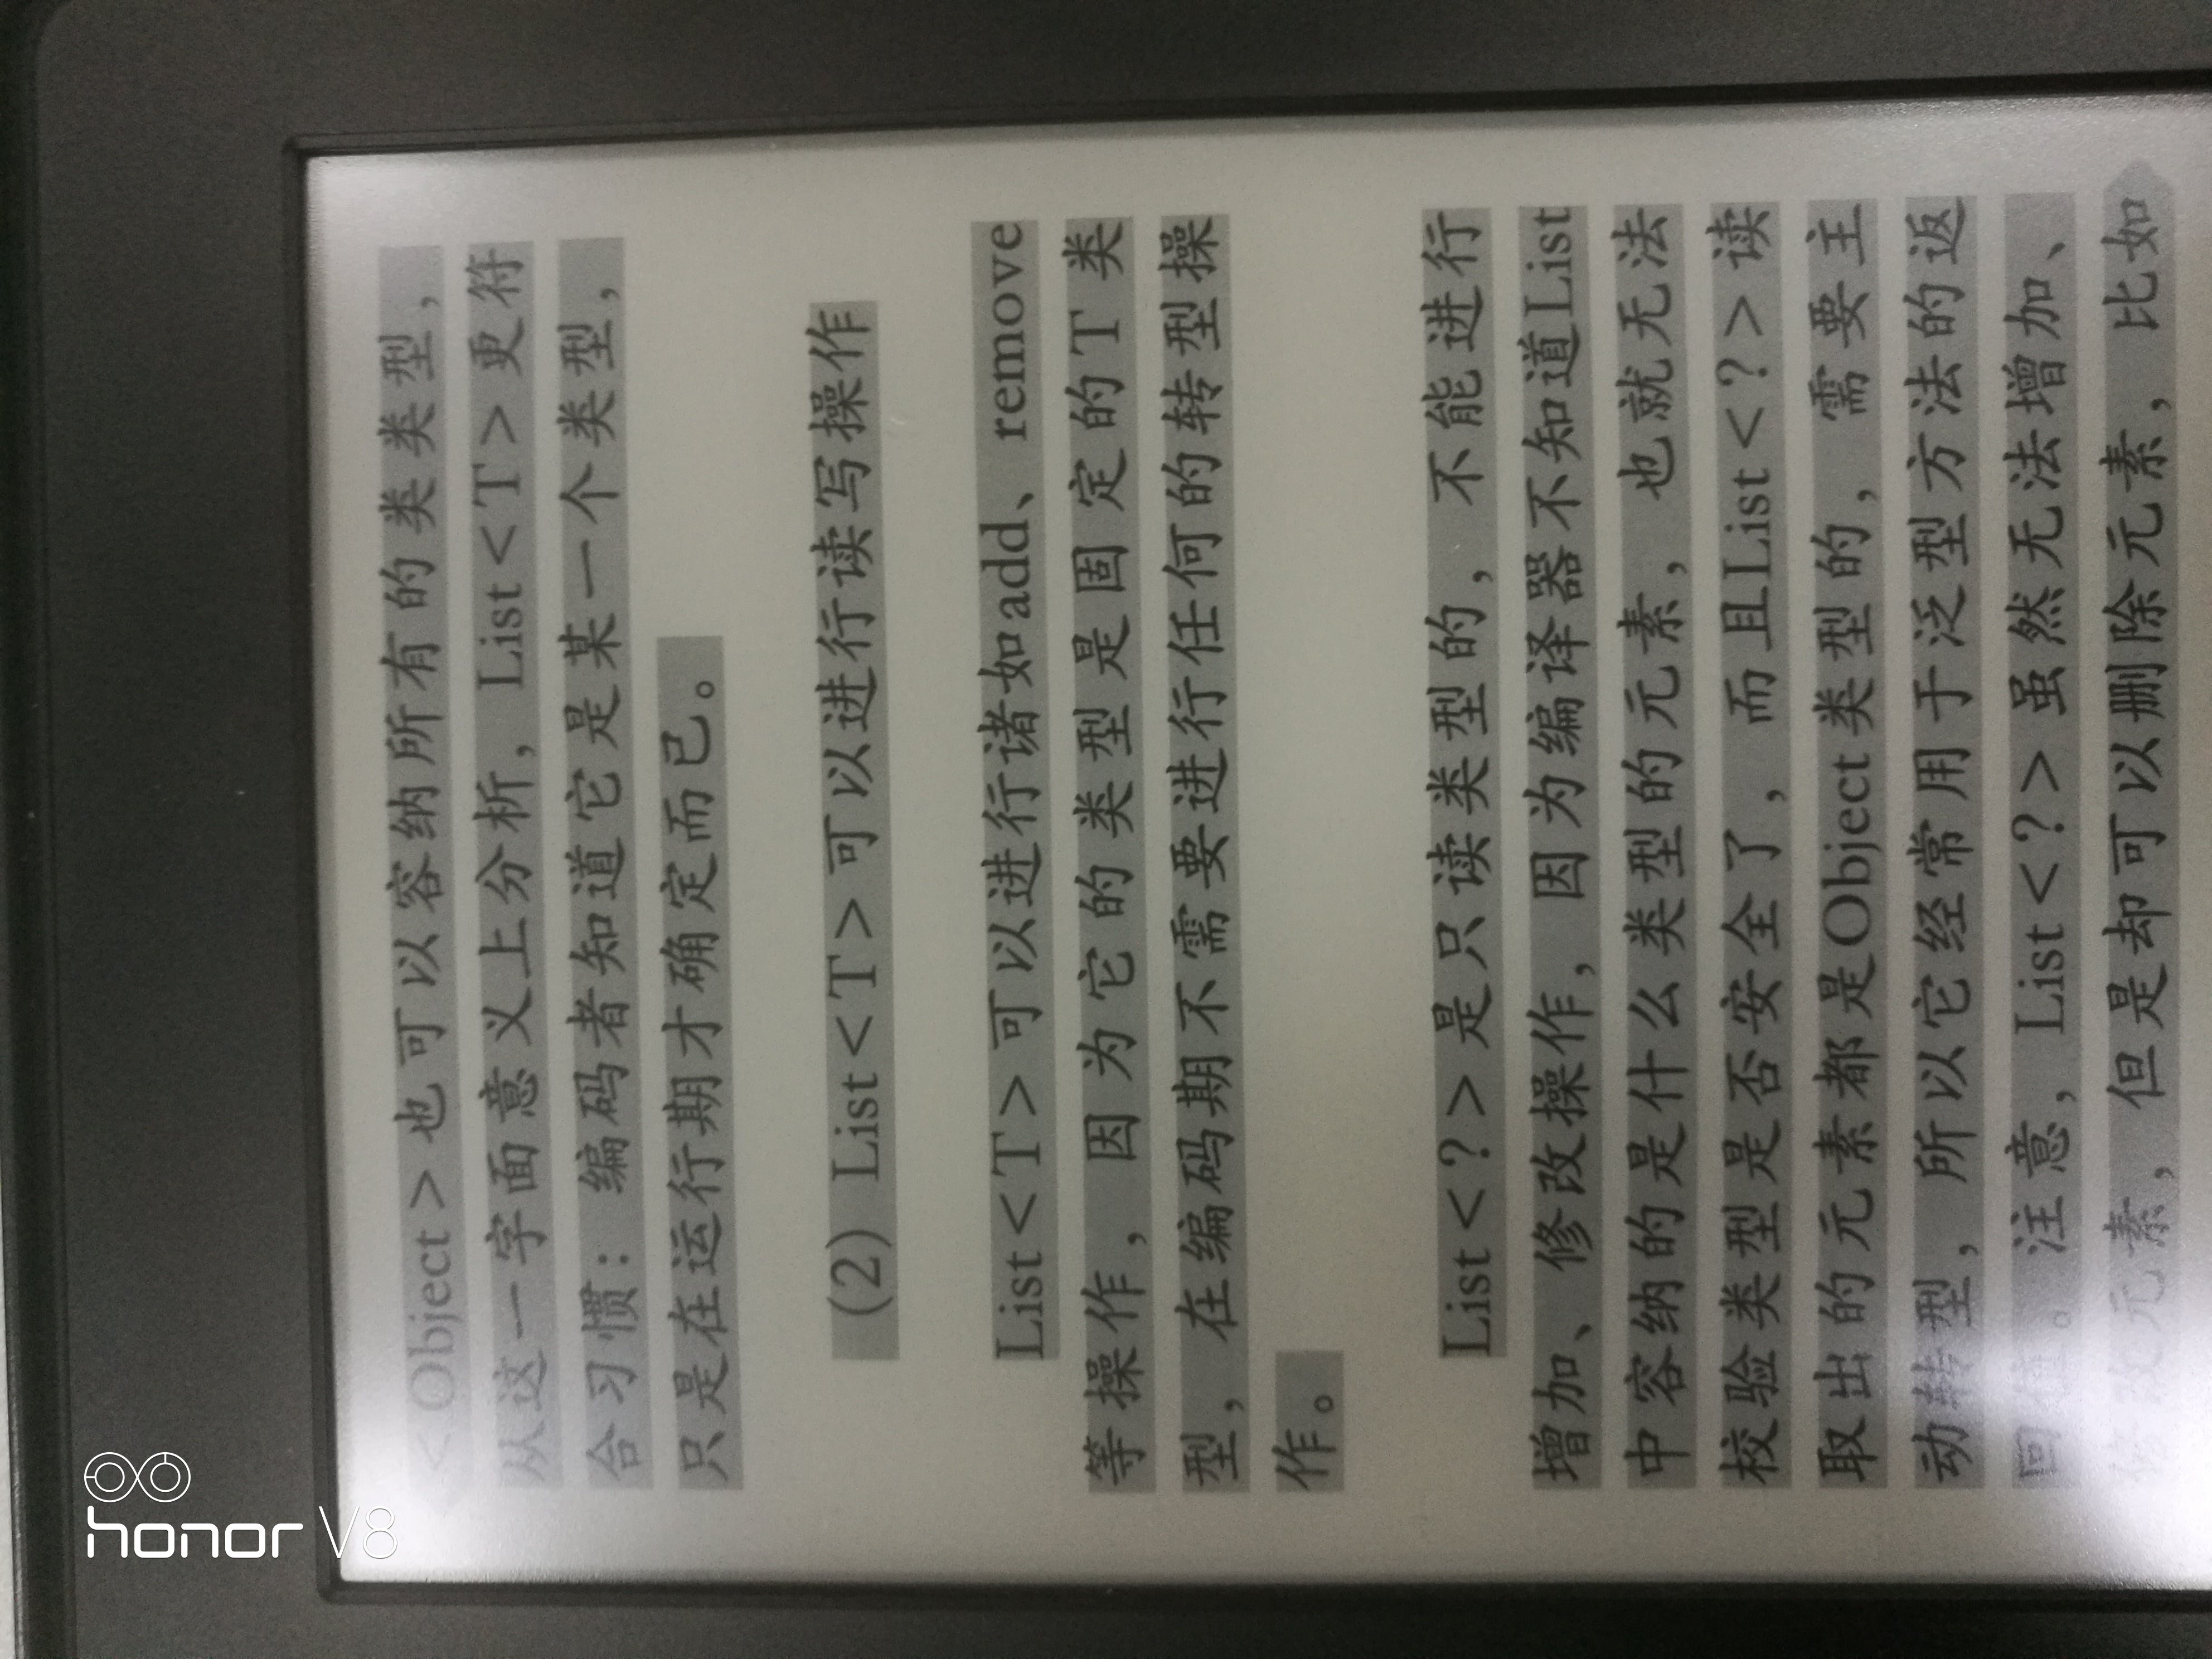 <Object>也可以容纳所有的类类型，
从这一字面意义上分析，List<T>更符
合习惯：编码者知道它是某一个类型，
只是在运行期才确定而已。
（2）List<T>可以进行读写操作
List<T>可以进行诸如add、remove
等操作，因为它的类型是固定的T类
型，在编码期不需要进行任何的转型操
作。
List<?>是只读类型的，不能进行
增加、修改操作，因为编译器不知道List
中容纳的是什么类型的元素，也就无法
校验类型是否安全了，而且List<?>读
取出的元素都是Object类型的，需要主
动转型，所以它经常用于泛型方法的返
回值。注意，List<?>虽然无法增加、
修改元素，但是却可以删除元素，比如
honor V8